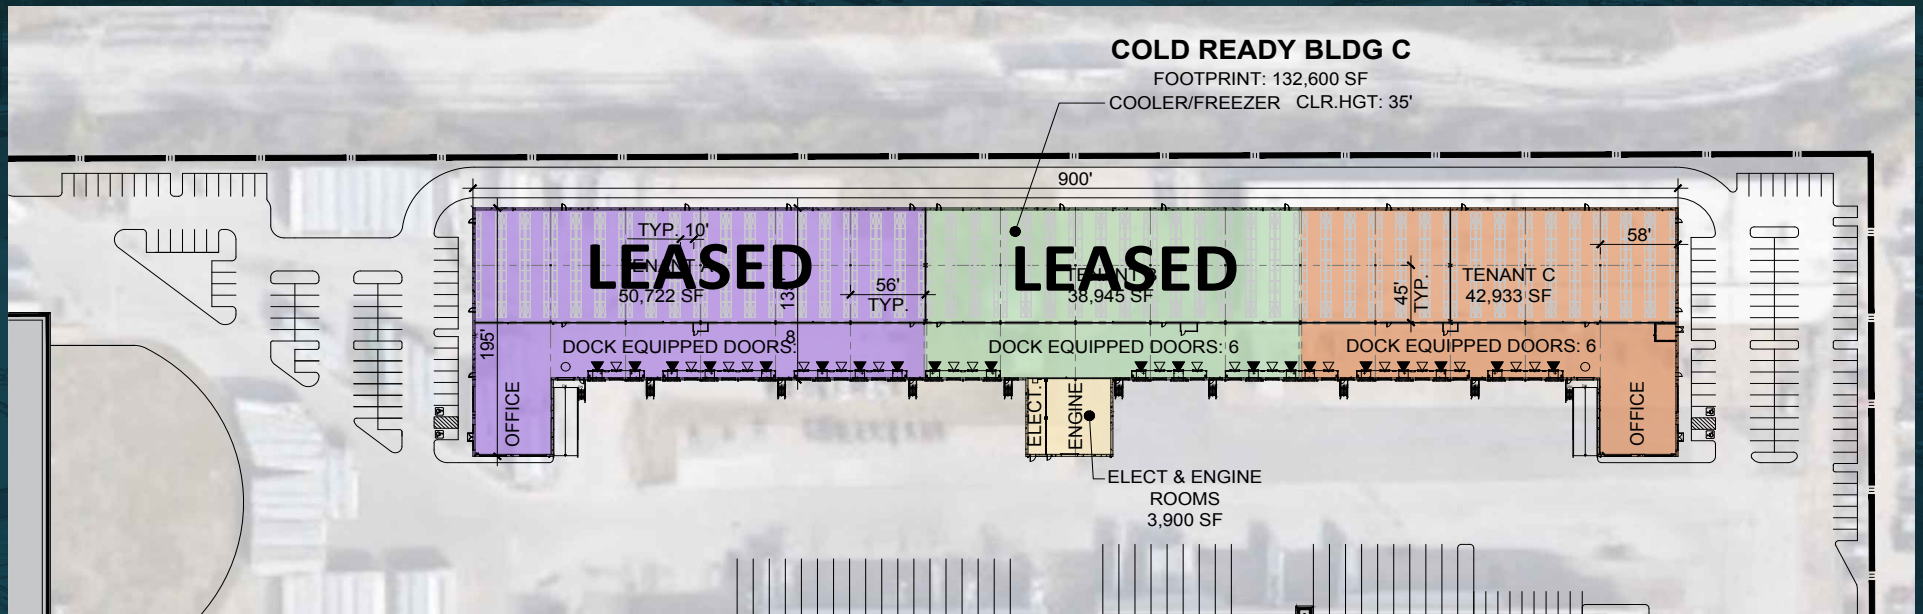 COLD READY BLDG C
FOOTPRINT: 132,600 SF
COOLER/FREEZER CLR.HGT: 35'
900'
TYP. 10'
58'
LEASED
LEASED
TENANT C
50,722 SF
38,945 SF
42,933 SF
56'
TYP.
45'
TYP.
195'
DOCK EQUIPPED DOORS: 8
DOCK EQUIPPED DOORS: 6
DOCK EQUIPPED DOORS: 6
OFFICE
ELECT.
ENGINE
OFFICE
ELECT & ENGINE
ROOMS
3,900 SF